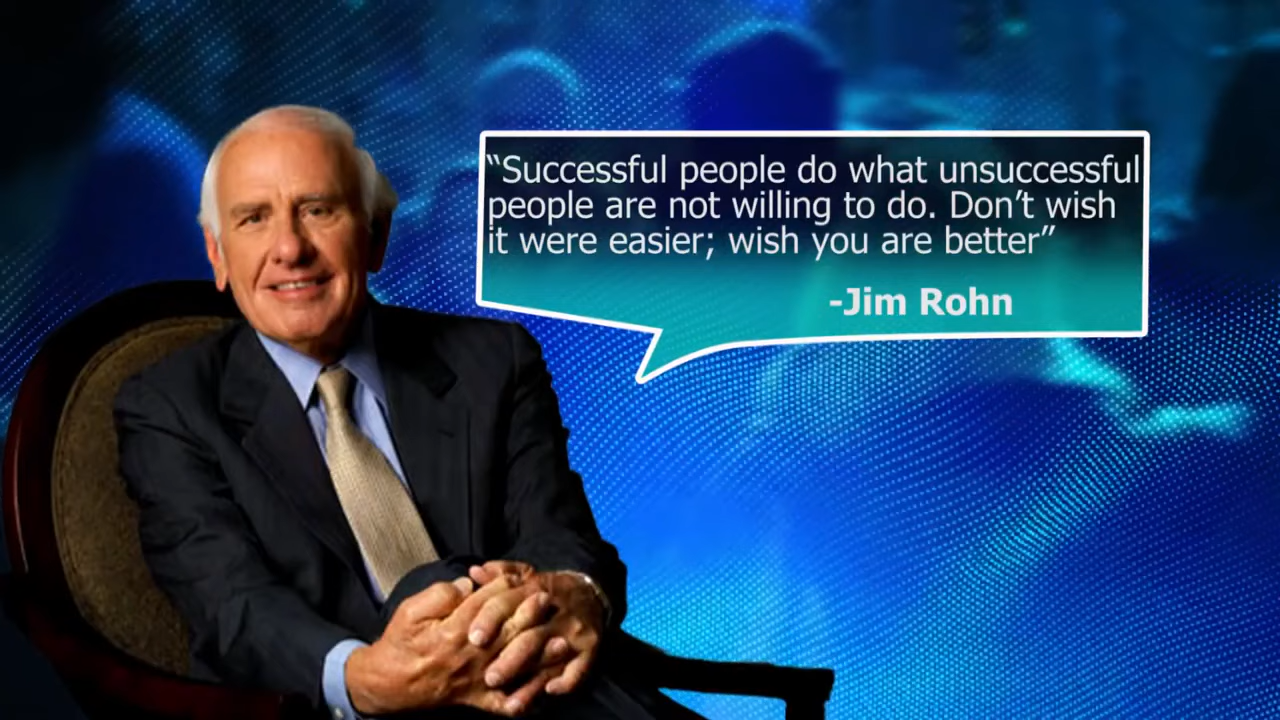 “Successful people do what unsuccessful
people are not willing to do. Don’t wish
it were easier; wish you are better”
-Jim Rohn